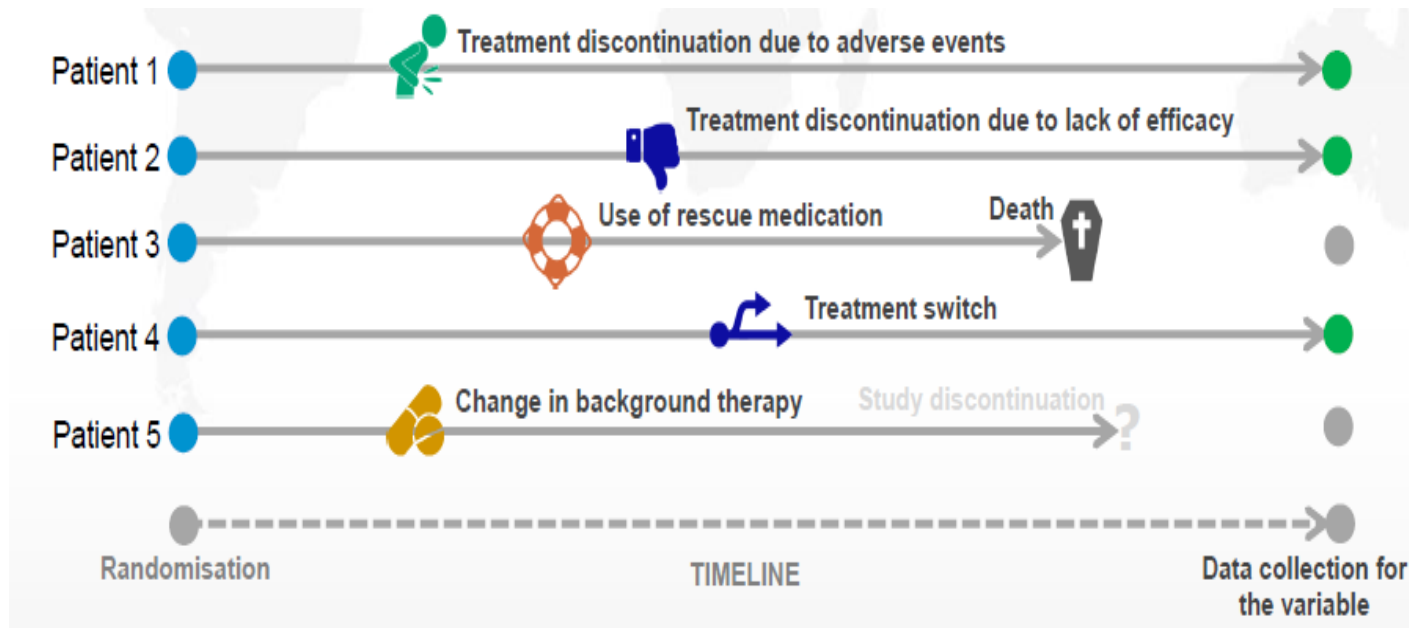 Treatment discontinuation due to adverse events
Patient 1
Treatment discontinuation due to lack of efficacy
Patient 2
Use of rescue medication
Death
Patient 3
Treatment switch
Patient 4
Change in background therapy
Study discontinuation
?
Patient 5
Randomisation
TIMELINE
Data collection for
the variable